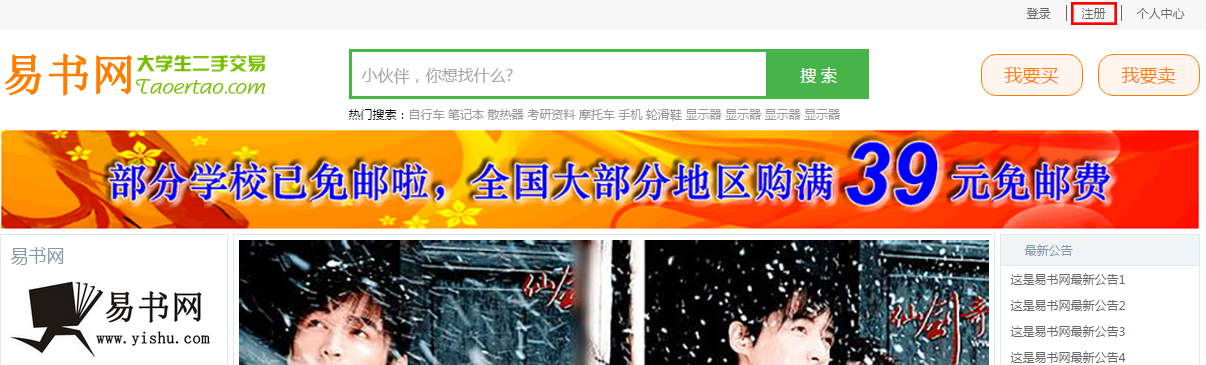 登录 | 注册 | 个人中心
易书网 大学生二手交易
Taoertao.com
小伙伴，你想找什么?
搜 索
我要买
我要卖
热门搜索：自行车 笔记本 散热器 考研资料 摩托车 手机 轮滑鞋 显示器 显示器 显示器 显示器
部分学校已免邮啦，全国大部分地区购满 39 元免邮费
易书网
易书网
www.yishu.com
仙剑
仙剑奇
最新公告
这是易书网最新公告1
这是易书网最新公告2
这是易书网最新公告3
这是易书网最新公告4